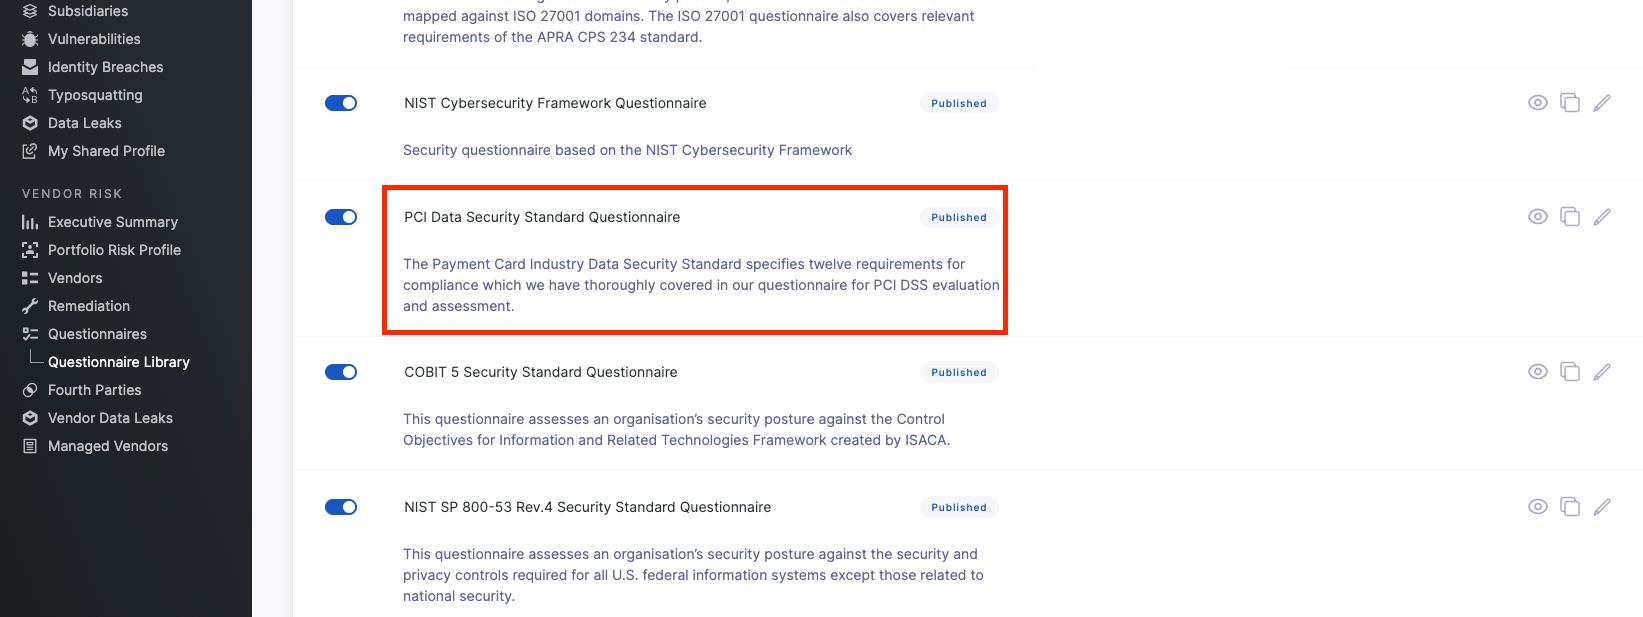 Subsidiaries
Vulnerabilities
Identity Breaches
Typosquatting
Data Leaks
My Shared Profile
VENDOR RISK
Executive Summary
Portfolio Risk Profile
Vendors
Remediation
Questionnaires
Questionnaire Library
Fourth Parties
Vendor Data Leaks
Managed Vendors
mapped against ISO 27001 domains. The ISO 27001 questionnaire also covers relevant
requirements of the APRA CPS 234 standard.
NIST Cybersecurity Framework Questionnaire
Published
Security questionnaire based on the NIST Cybersecurity Framework
PCI Data Security Standard Questionnaire
Published
The Payment Card Industry Data Security Standard specifies twelve requirements for
compliance which we have thoroughly covered in our questionnaire for PCI DSS evaluation
and assessment.
COBIT 5 Security Standard Questionnaire
Published
This questionnaire assesses an organisation’s security posture against the Control
Objectives for Information and Related Technologies Framework created by ISACA.
NIST SP 800-53 Rev.4 Security Standard Questionnaire
Published
This questionnaire assesses an organisation’s security posture against the security and
privacy controls required for all U.S. federal information systems except those related to
national security.